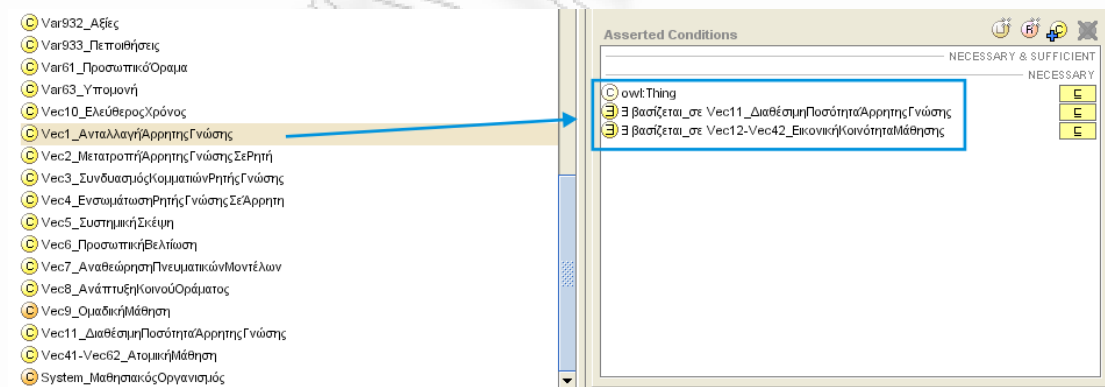 Var932_Αξίες
Var933_Πεποιθήσεις
Var61_ΠροσωπικόΌραμα
Var63_Υπομονή
Vec10_ΕλεύθεροςΧρόνος
Vec1_ΑνταλλαγήΆρρητηςΓνώσης
Vec2_ΜετατροπήΆρρητηςΓνώσηςΣεΡητή
Vec3_ΣυνδυασμόςΚομματιώνΡητήςΓνώσης
Vec4_ΕνσωμάτωσηΡητήςΓνώσηςΣεΆρρητη
Vec5_ΣυστημικήΣκέψη
Vec6_ΠροσωπικήΒελτίωση
Vec7_ΑναθεώρησηΠνευματικώνΜοντέλων
Vec8_ΑνάπτυξηΚοινούΟράματος
Vec9_ΟμαδικήΜάθηση
Vec11_ΔιαθέσιμηΠοσότηταΆρρητηςΓνώσης
Vec41-Vec62_ΑτομικήΜάθηση
System_ΜαθησιακόςΟργανισμός
Asserted Conditions
NECESSARY & SUFFICIENT
NECESSARY
owl:Thing
∃ βασίζεται_σε Vec11_ΔιαθέσιμηΠοσότηταΆρρητηςΓνώσης
∃ βασίζεται_σε Vec12-Vec42_ΕικονικήΚοινότηταΜάθησης